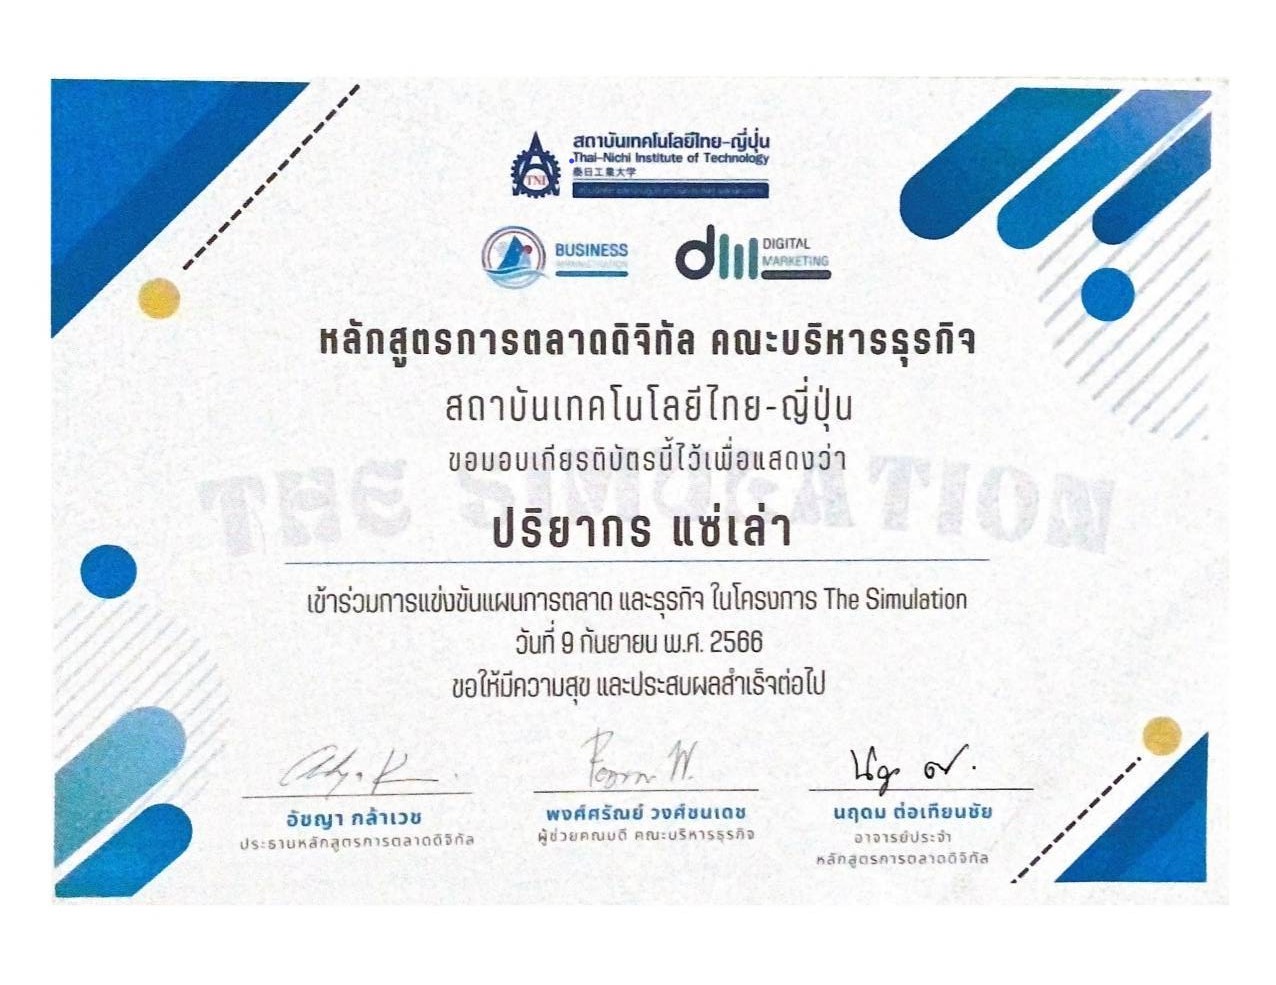 สถาบันเทคโนโลยีไทย-ญี่ปุ่น
Thai-Nichi Institute of Technology
泰日工業大学
TNI
BUSINESS
ADMINISTRATION
DIGITAL
MARKETING
หลักสูตรการตลาดดิจิทัล คณะบริหารธุรกิจ
สถาบันเทคโนโลยีไทย-ญี่ปุ่น
ขอมอบเกียรติบัตรนี้ไว้เพื่อแสดงว่า
THE SIMULATION
ปริยากร แซ่เล่า
เข้าร่วมการแข่งขันแผนการตลาด และธุรกิจ ในโครงการ The Simulation
วันที่ 9 กันยายน พ.ศ. 2566
ขอให้มีความสุข และประสบผลสำเร็จต่อไป
อัชญา กล้าเวช
ประธานหลักสูตรการตลาดดิจิทัล
พงศ์ศรัณย์ วงศ์ชนเดช
ผู้ช่วยคณบดี คณะบริหารธุรกิจ
นฤดม ต่อเทียนชัย
อาจารย์ประจำ
หลักสูตรการตลาดดิจิทัล